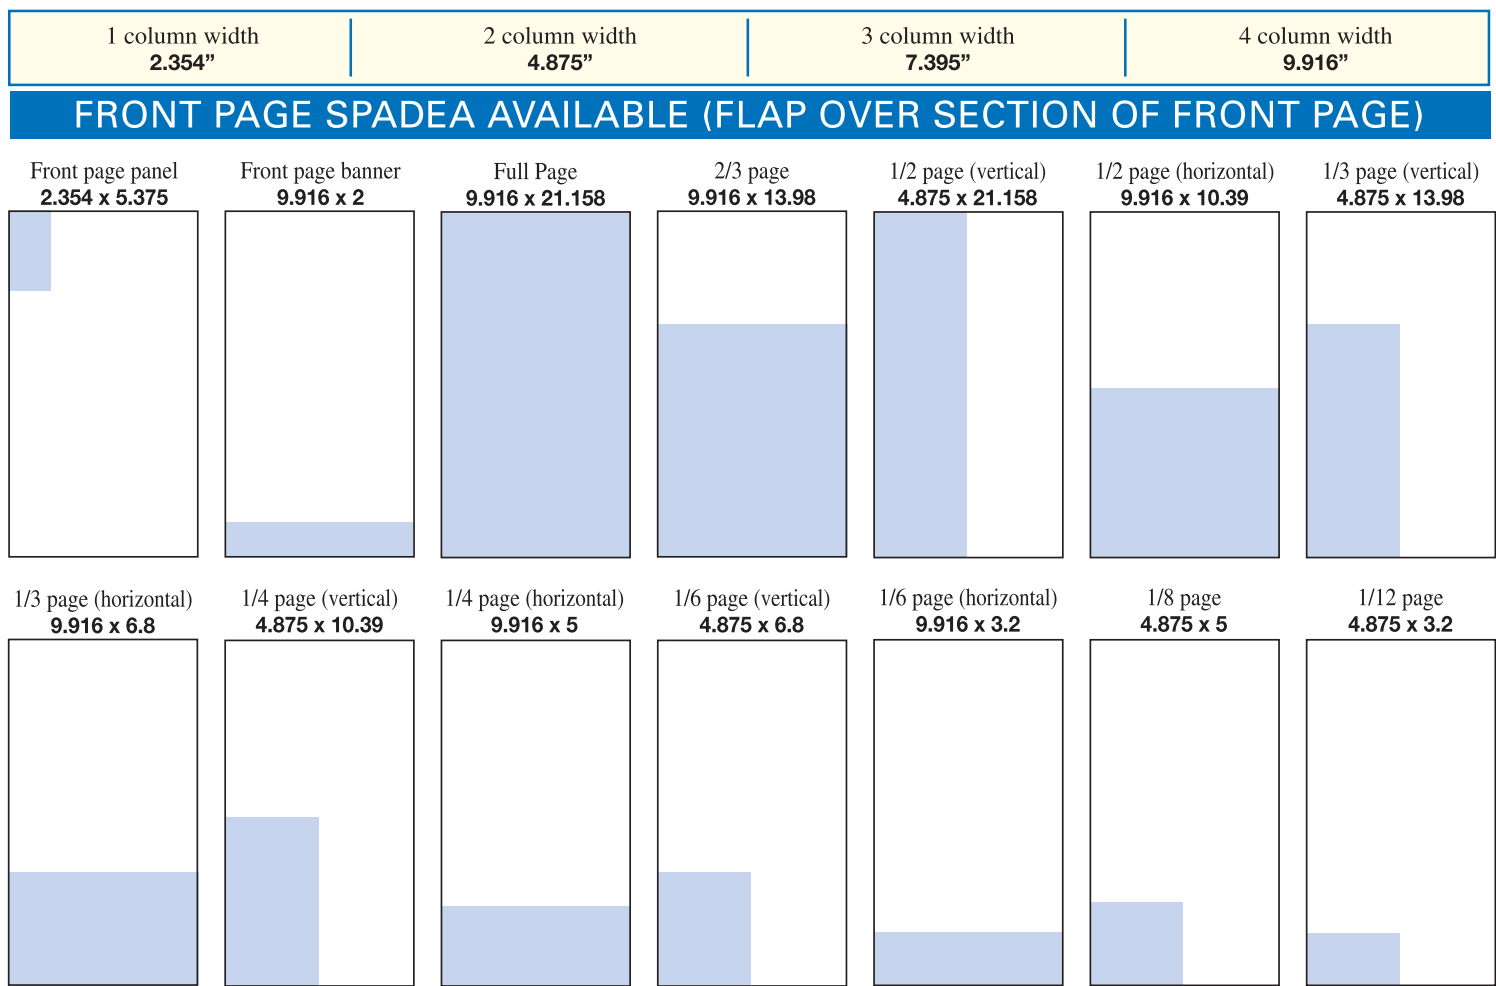 1 column width
2.354”
2 column width
4.875”
3 column width
7.395”
4 column width
9.916”
FRONT PAGE SPADEA AVAILABLE (FLAP OVER SECTION OF FRONT PAGE)
Front page panel
2.354 x 5.375
Front page banner
9.916 x 2
Full Page
9.916 x 21.158
2/3 page
9.916 x 13.98
1/2 page (vertical)
4.875 x 21.158
1/2 page (horizontal)
9.916 x 10.39
1/3 page (vertical)
4.875 x 13.98
1/3 page (horizontal)
9.916 x 6.8
1/4 page (vertical)
4.875 x 10.39
1/4 page (horizontal)
9.916 x 5
1/6 page (vertical)
4.875 x 6.8
1/6 page (horizontal)
9.916 x 3.2
1/8 page
4.875 x 5
1/12 page
4.875 x 3.2